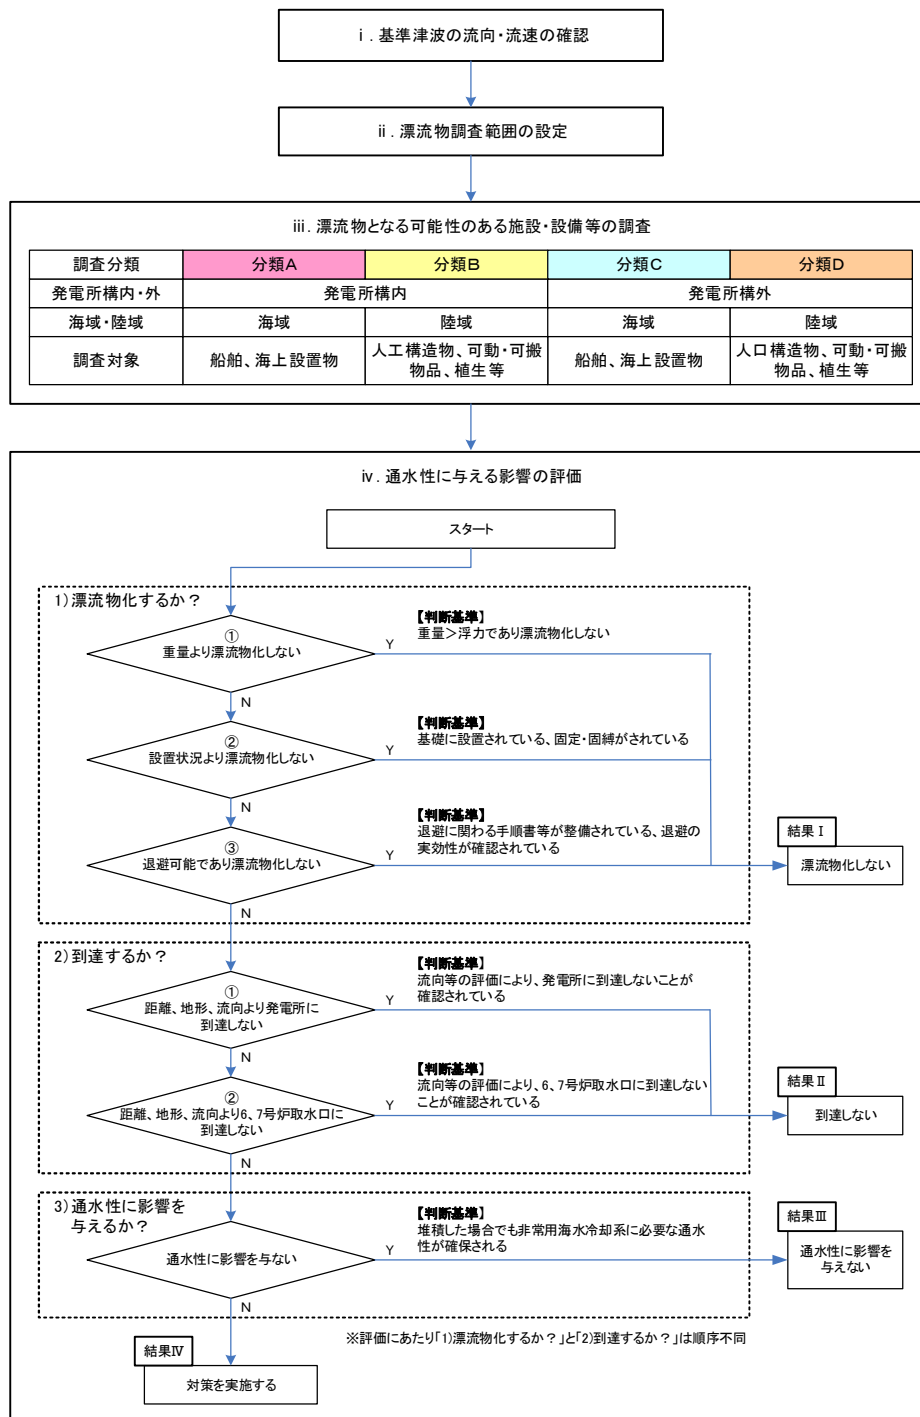 ⅰ. 基準津波の流向・流速の確認
ⅱ. 漂流物調査範囲の設定
ⅲ. 漂流物となる可能性のある施設・設備等の調査
調査分類 分類A 分類B 分類C 分類D
発電所構内・外 発電所構内 発電所構外
海域・陸域 海域 陸域 海域 陸域
調査対象 船舶、海上設置物 人工構造物、可動・可搬物品、植生等 船舶、海上設置物 人口構造物、可動・可搬物品、植生等
ⅳ. 通水性に与える影響の評価
スタート
1)漂流物化するか？
①
重量より漂流物化しない
Y
【判断基準】
重量＞浮力であり漂流物化しない
N
②
設置状況より漂流物化しない
Y
【判断基準】
基礎に設置されている、固定・固縛がされている
N
③
退避可能であり漂流物化しない
Y
【判断基準】
退避に関わる手順書等が整備されている、退避の
実効性が確認されている
結果Ⅰ
漂流物化しない
N
2)到達するか？
①
距離、地形、流向より発電所に
到達しない
Y
【判断基準】
流向等の評価により、発電所に到達しないことが
確認されている
N
②
距離、地形、流向より6、7号炉取水口に
到達しない
Y
【判断基準】
流向等の評価により、6、7号炉取水口に到達しない
ことが確認されている
結果Ⅱ
到達しない
N
3)通水性に影響を
与えるか？
通水性に影響を与ない
Y
【判断基準】
堆積した場合でも非常用海水冷却系に必要な通水
性が確保される
結果Ⅲ
通水性に影響を
与えない
N
※評価にあたり「1)漂流物化するか？」と「2)到達するか？」は順序不同
結果Ⅳ
対策を実施する